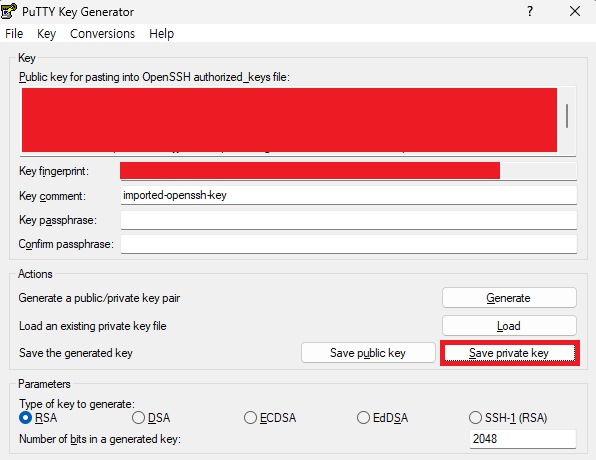 PuTTY Key Generator
File Key Conversions Help
Key
Public key for pasting into OpenSSH authorized_keys file:
Key fingerprint:
Key comment: imported-openssh-key
Key passphrase:
Confirm passphrase:
Actions
Generate a public/private key pair Generate
Load an existing private key file Load
Save the generated key Save public key Save private key
Parameters
Type of key to generate:
RSA DSA ECDSA EdDSA SSH-1 (RSA)
Number of bits in a generated key: 2048